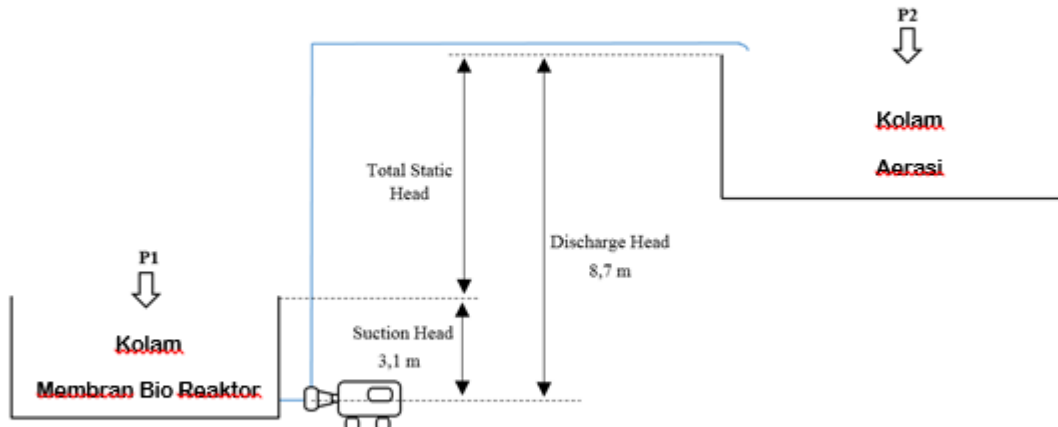 P2
Kolam
Aerasi
Total Static
Head
Discharge Head
8,7 m
P1
Suction Head
3,1 m
Kolam
Membran Bio Reaktor